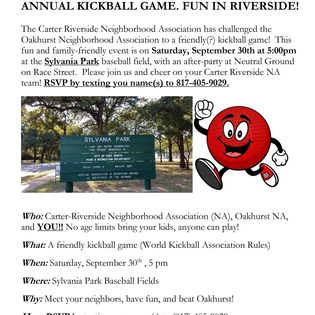 ANNUAL KICKBALL GAME. FUN IN RIVERSIDE!
The Carter Riverside Neighborhood Association has challenged the
Oakhurst Neighborhood Association to a friendly(?) kickball game!  This
fun and family-friendly event is on Saturday, September 30th at 5:00pm
at the Sylvania Park baseball field, with an after-party at Neutral Ground
on Race Street.  Please join us and cheer on your Carter Riverside NA
team! RSVP by texting you name(s) to 817-405-9029.
SYLVANIA PARK
Who: Carter-Riverside Neighborhood Association (NA), Oakhurst NA,
and YOU!! No age limits bring your kids, anyone can play!
What: A friendly kickball game (World Kickball Association Rules)
When: Saturday, September 30th , 5 pm
Where: Sylvania Park Baseball Fields
Why: Meet your neighbors, have fun, and beat Oakhurst!